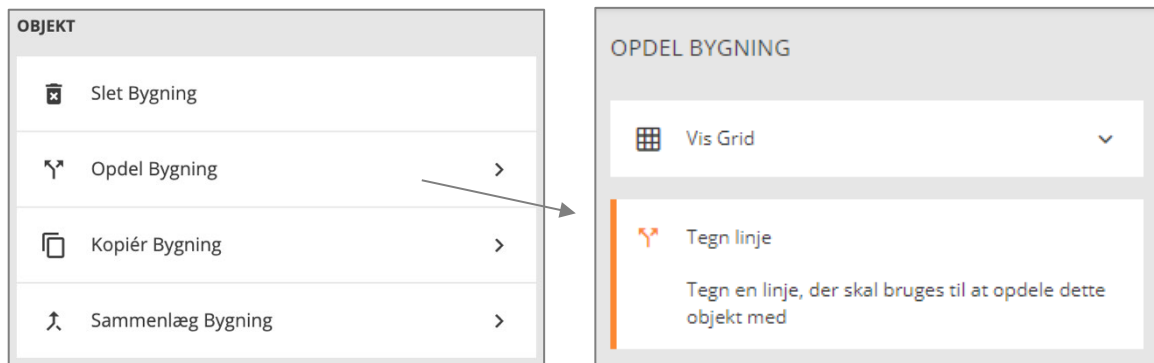 OBJEKT
Slet Bygning
Opdel Bygning
Kopiér Bygning
Sammenlæg Bygning
OPDEL BYGNING
Vis Grid
Tegn linje
Tegn en linje, der skal bruges til at opdele dette
objekt med